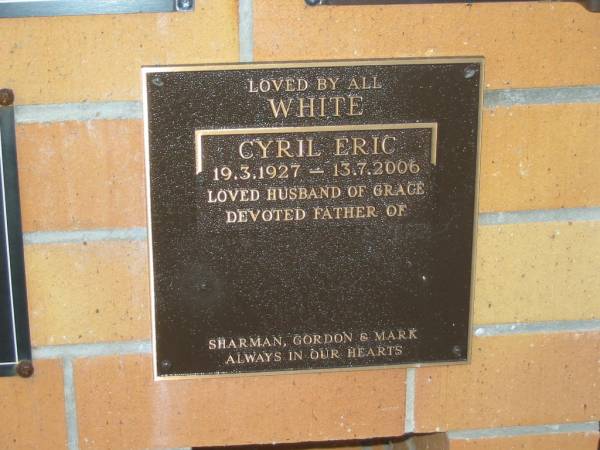 LOVED BY ALL
WHITE
CYRIL ERIC
19.3.1927 — 13.7.2006
LOVED HUSBAND OF GRACE
DEVOTED FATHER OF
SHARMAN, GORDON & MARK
ALWAYS IN OUR HEARTS